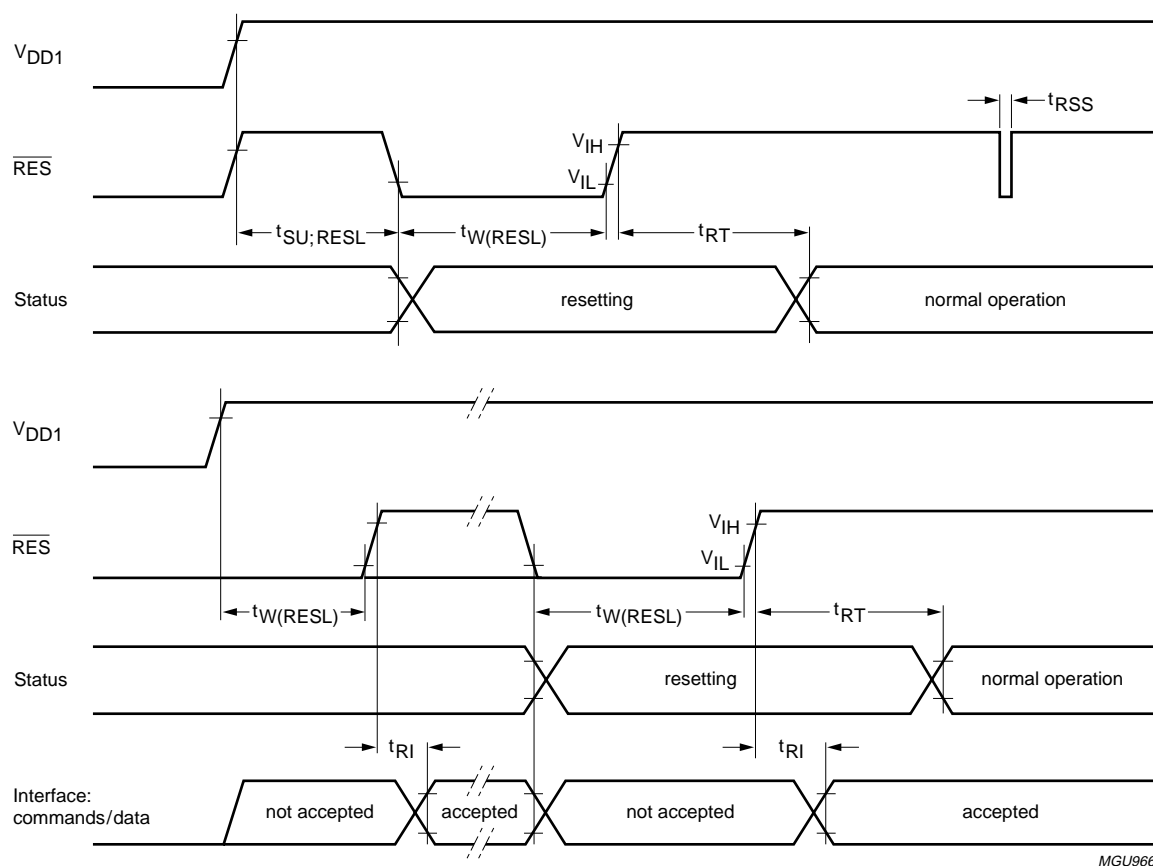 VDD1
tRSS
VIH
RES
VIL
tSU;RESL
tW(RESL)
tRT
Status
resetting
normal operation
VDD1
RES
VIH
VIL
tW(RESL)
tW(RESL)
tRT
Status
resetting
normal operation
tRI
tRI
Interface:
commands/data
not accepted
accepted
not accepted
accepted
MGU966